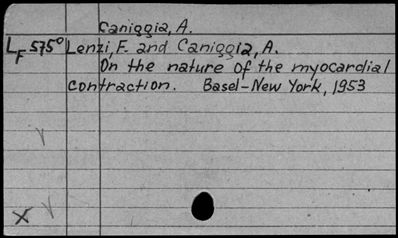 Caniggia, A.
LF 575° Lenzi, F. and Caniggia, A.
On the nature of the myocardial
contraction. Basel-New York, 1953